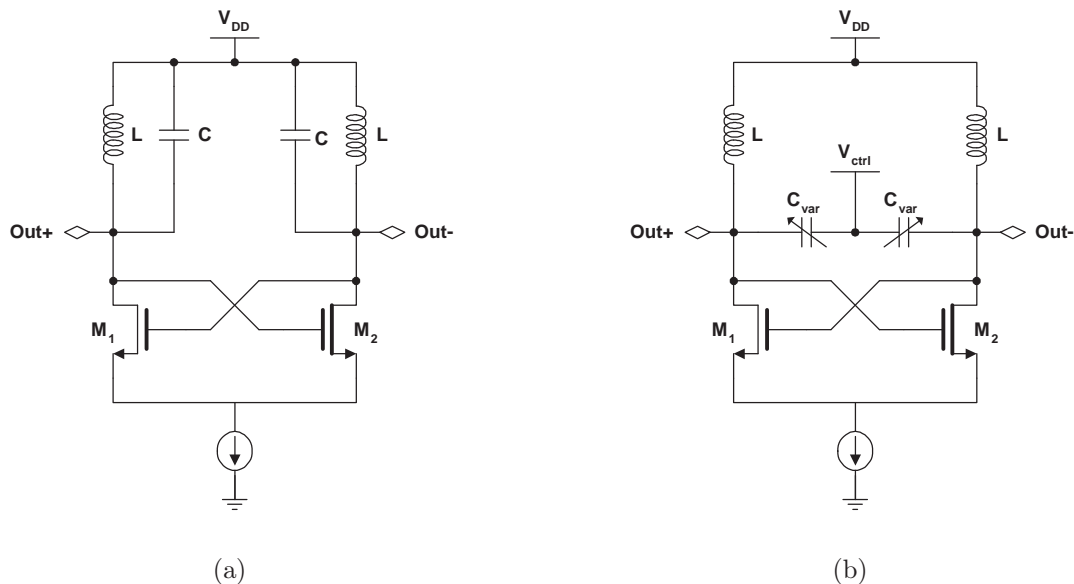 V_DD
L
C
C
L
Out+
Out-
M_1
M_2
(a)
V_DD
L
L
V_ctrl
C_var
C_var
Out+
Out-
M_1
M_2
(b)